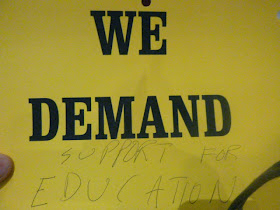 WE
DEMAND
SUPPORT FOR
EDUCATION